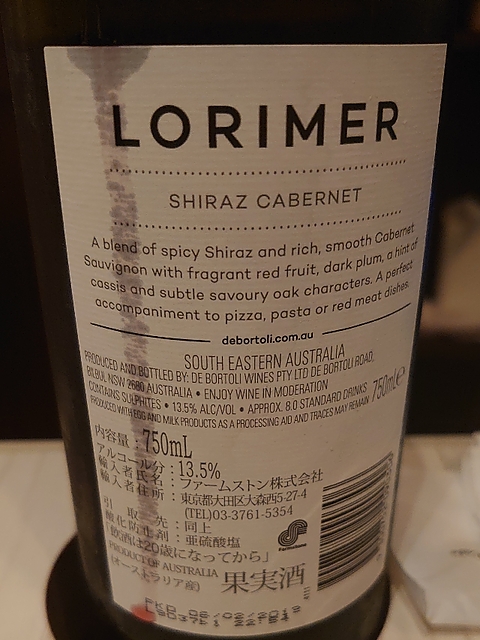 LORIMER
SHIRAZ CABERNET
A blend of spicy Shiraz and rich, smooth Cabernet
Sauvignon with fragrant red fruit, dark plum, a hint of
cassis and subtle savoury oak characters. A perfect
accompaniment to pizza, pasta or red meat dishes.
debortoli.com.au
SOUTH EASTERN AUSTRALIA
PRODUCED AND BOTTLED BY: DE BORTOLI WINES PTY LTD DE BORTOLI ROAD,
BILBUL NSW 2680 AUSTRALIA • ENJOY WINE IN MODERATION
CONTAINS SULPHITES • 13.5% ALC/VOL • APPROX. 8.0 STANDARD DRINKS 750mLe
PRODUCED WITH EGG AND MILK PRODUCTS AS A PROCESSING AID AND TRACES MAY REMAIN
内容量:750mL
アルコール分:13.5%
輸入者氏名:ファームストン株式会社
輸入者住所:東京都大田区大森西5-27-4
(TEL)03-3761-5354
引取先:同上
酸化防止剤:亜硫酸塩
「飲酒は20歳になってから」
PRODUCT OF AUSTRALIA
(オーストラリア産) 果実酒
Farmstone